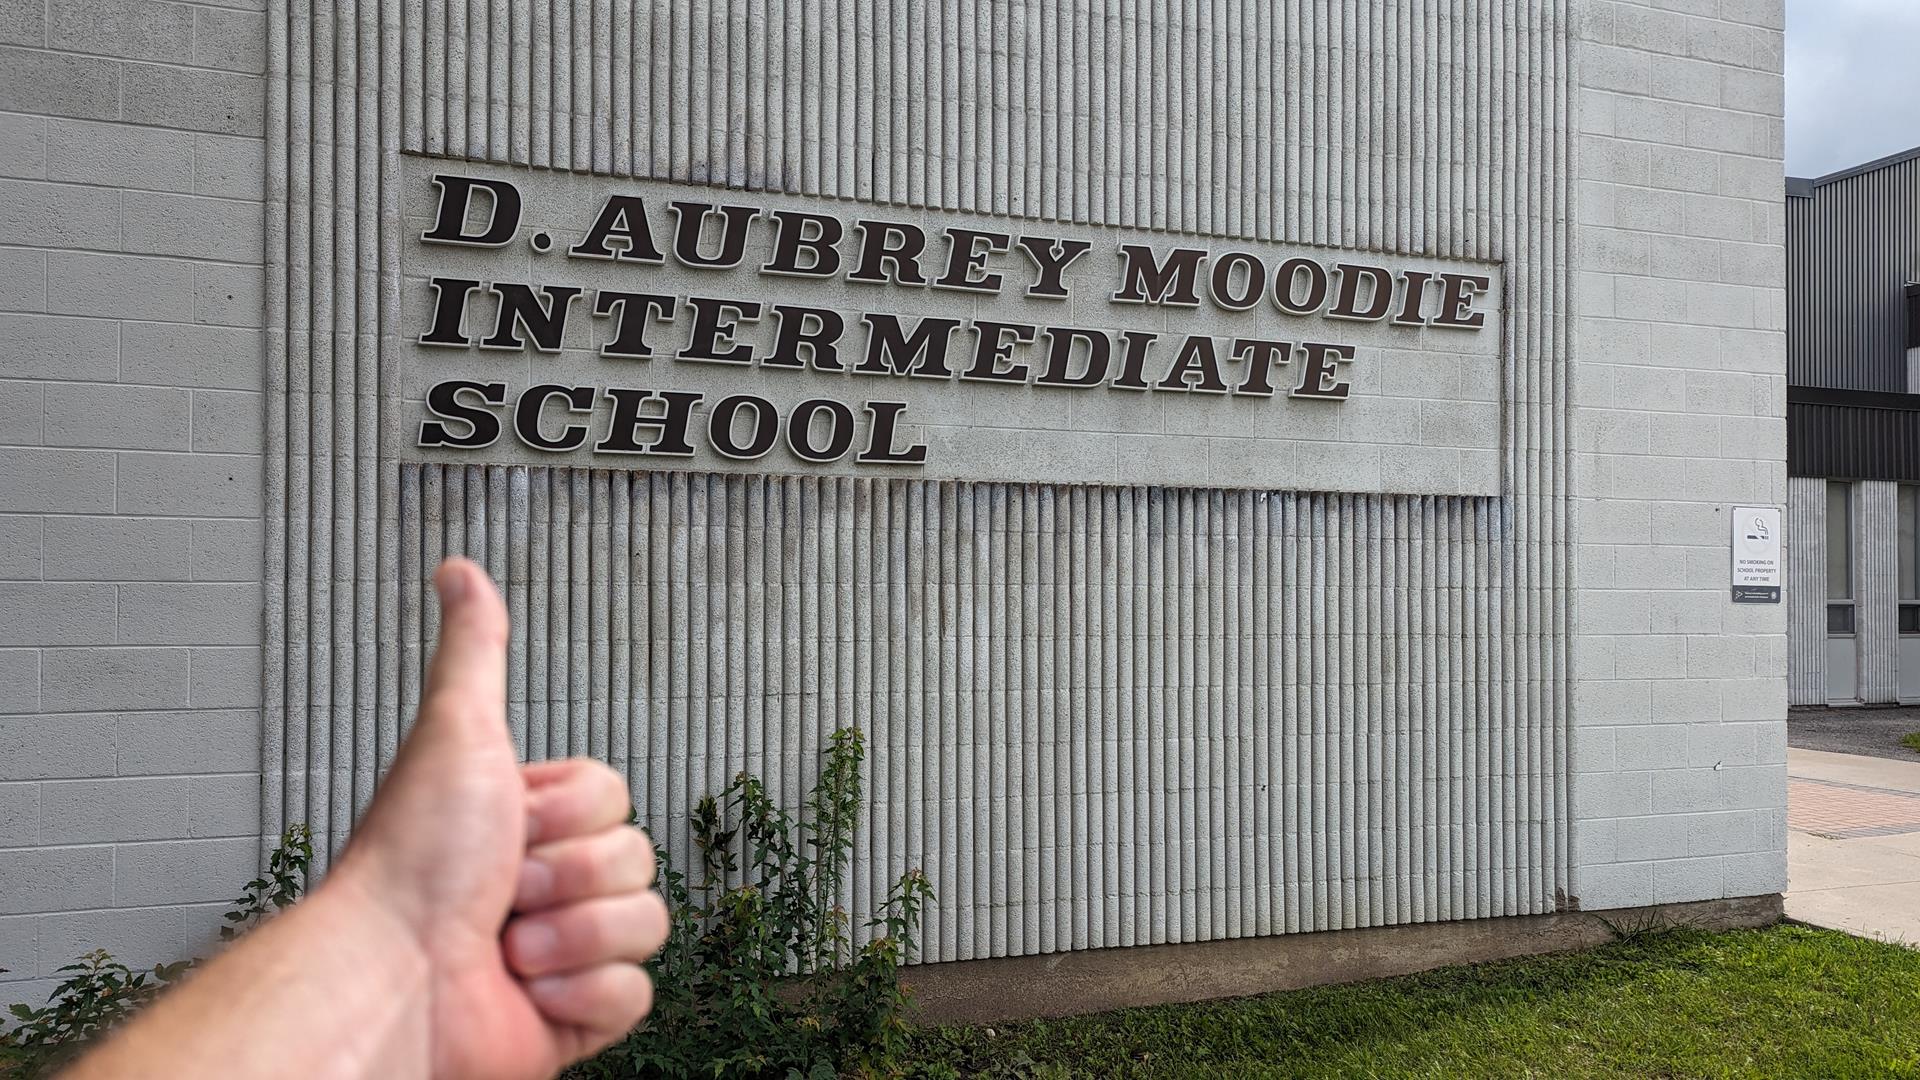 D. AUBREY MOODIE
INTERMEDIATE
SCHOOL
NO SMOKING ON
SCHOOL PROPERTY
AT ANY TIME